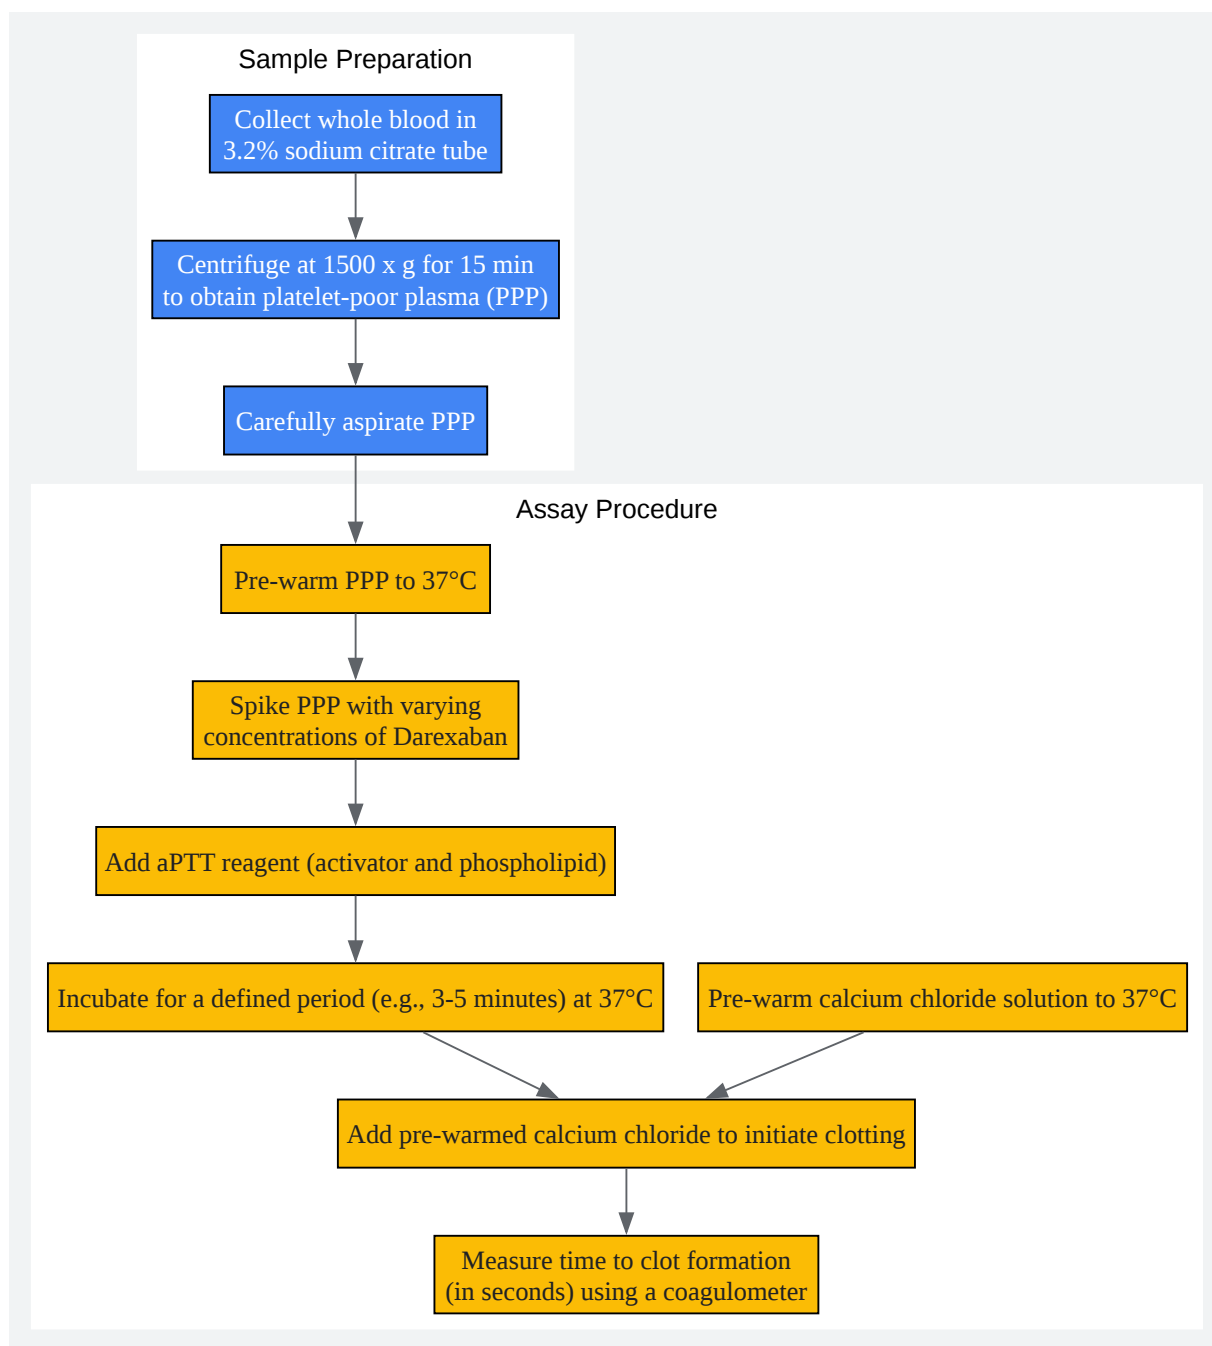 Sample Preparation
Collect whole blood in
3.2% sodium citrate tube
Centrifuge at 1500 x g for 15 min
to obtain platelet-poor plasma (PPP)
Carefully aspirate PPP
Assay Procedure
Pre-warm PPP to 37°C
Spike PPP with varying
concentrations of Darexaban
Add aPTT reagent (activator and phospholipid)
Incubate for a defined period (e.g., 3-5 minutes) at 37°C
Pre-warm calcium chloride solution to 37°C
Add pre-warmed calcium chloride to initiate clotting
Measure time to clot formation
(in seconds) using a coagulometer